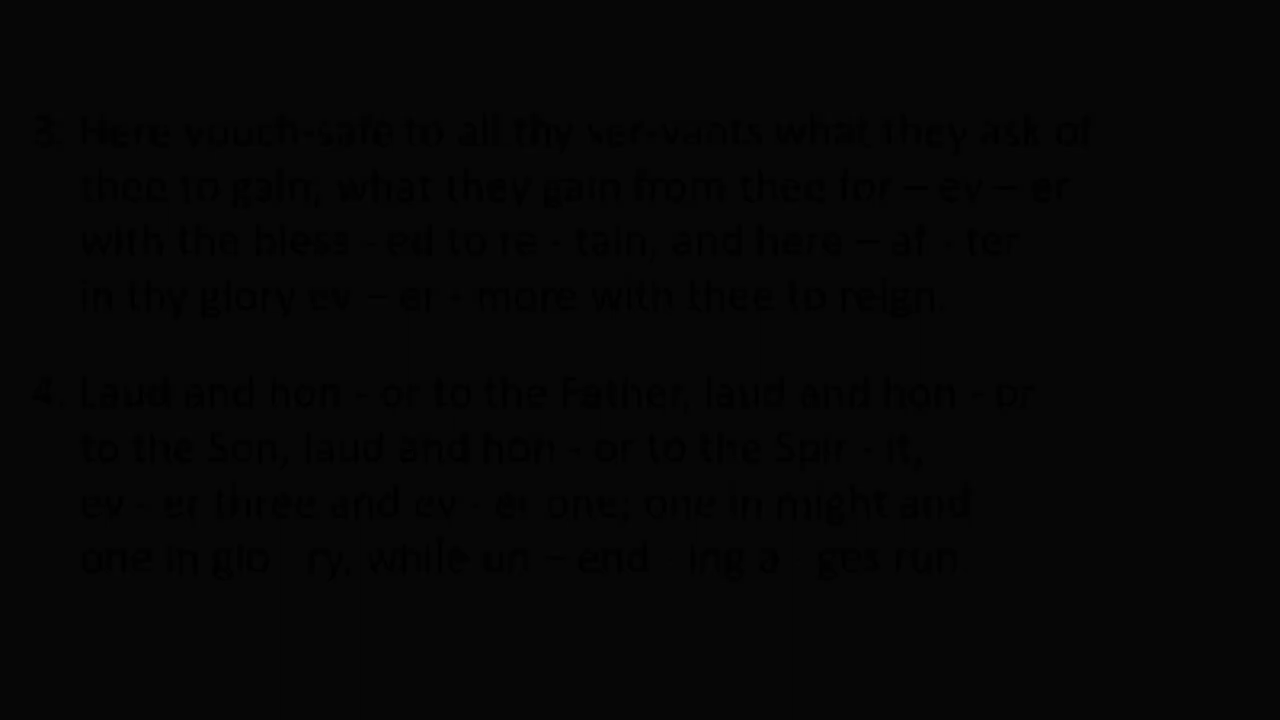 3. Here vouch-safe to all thy ser-vants what they ask of
thee to gain; what they gain from thee for – ev – er
with the bless - ed to re - tain, and here – af - ter
in thy glory ev – er - more with thee to reign.
4. Laud and hon - or to the Father, laud and hon - or
to the Son, laud and hon - or to the Spir - it,
ev - er three and ev - er one; one in might and
one in glo ry, while un – end ing a ges run